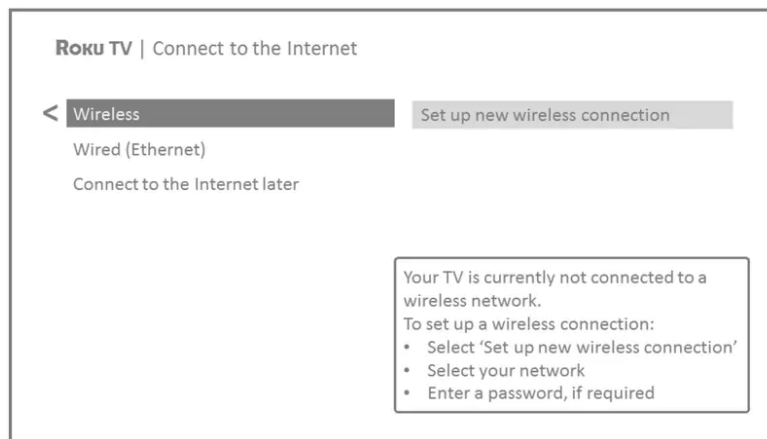 Roku TV | Connect to the Internet
< Wireless
Set up new wireless connection
Wired (Ethernet)
Connect to the Internet later
Your TV is currently not connected to a
wireless network.
To set up a wireless connection:
• Select ‘Set up new wireless connection’
• Select your network
• Enter a password, if required